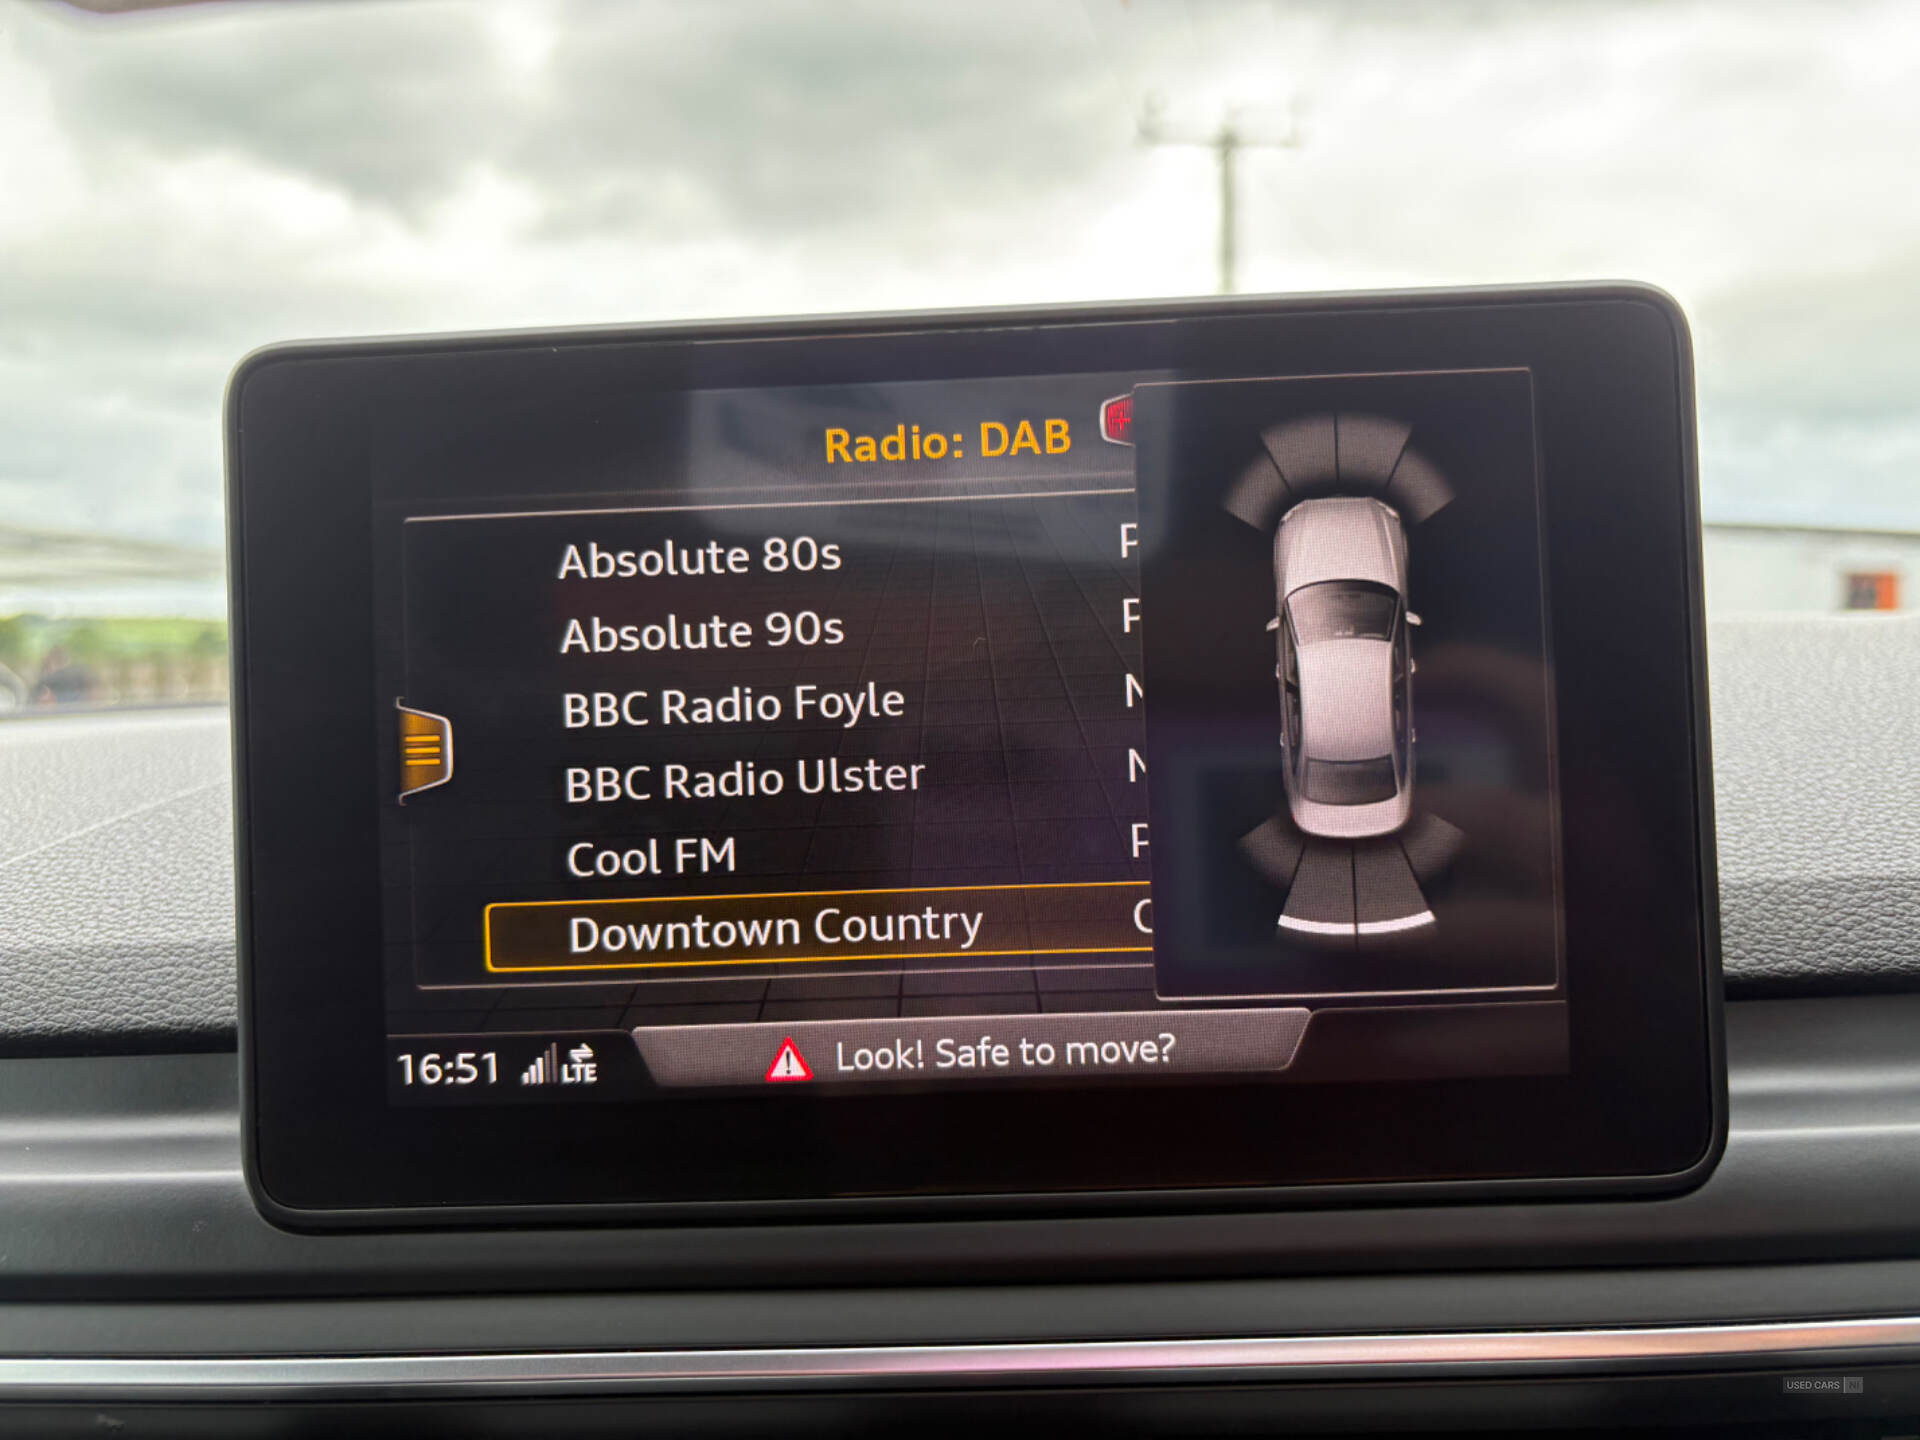 Radio: DAB
Absolute 80s P
Absolute 90s P
BBC Radio Foyle N
BBC Radio Ulster N
Cool FM P
Downtown Country C
16:51 LTE
Look! Safe to move?
USED CARS NI